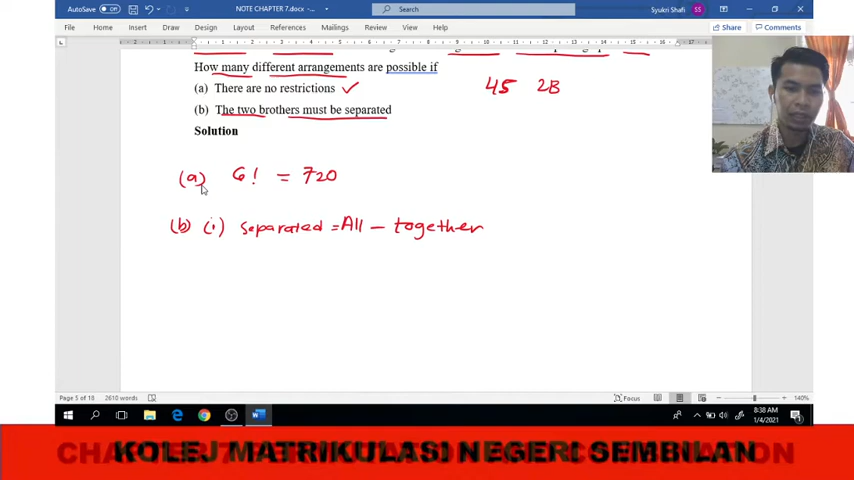 AutoSave Off NOTE CHAPTER 7.docx Search Syukri Shafi SS
File Home Insert Draw Design Layout References Mailings Review View Help Share Comments
How many different arrangements are possible if
(a) There are no restrictions ✓ 4S 2B
(b) The two brothers must be separated
Solution
(a) 6! = 720
(b) (i) separated = All - together
Page 5 of 18 2610 words Focus 140%
8:38 AM
1/4/2021
KOLEJ MATRIKULASI NEGERI SEMBILAN